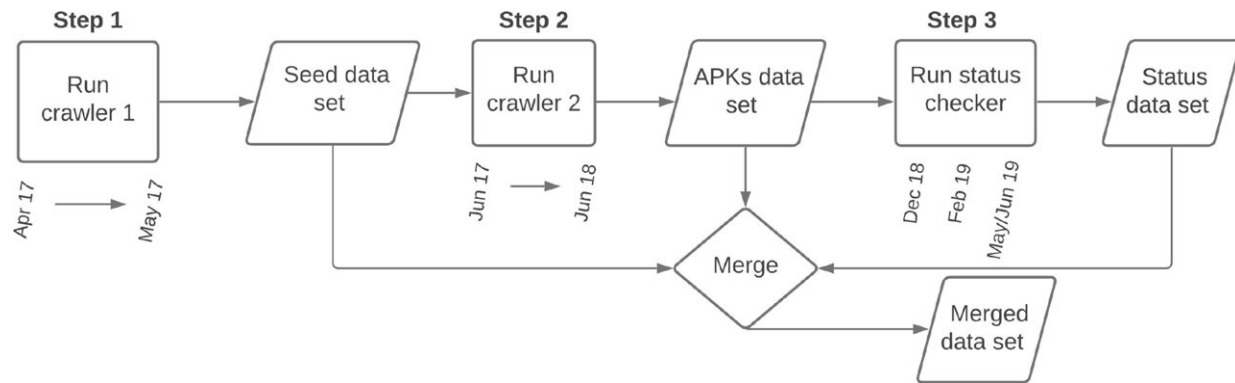 Step 1
Step 2
Step 3
Run
crawler 1
Seed data
set
Run
crawler 2
APKs data
set
Run status
checker
Status
data set
Apr 17
May 17
Jun 17
Jun 18
Dec 18
Feb 19
May/Jun 19
Merge
Merged
data set